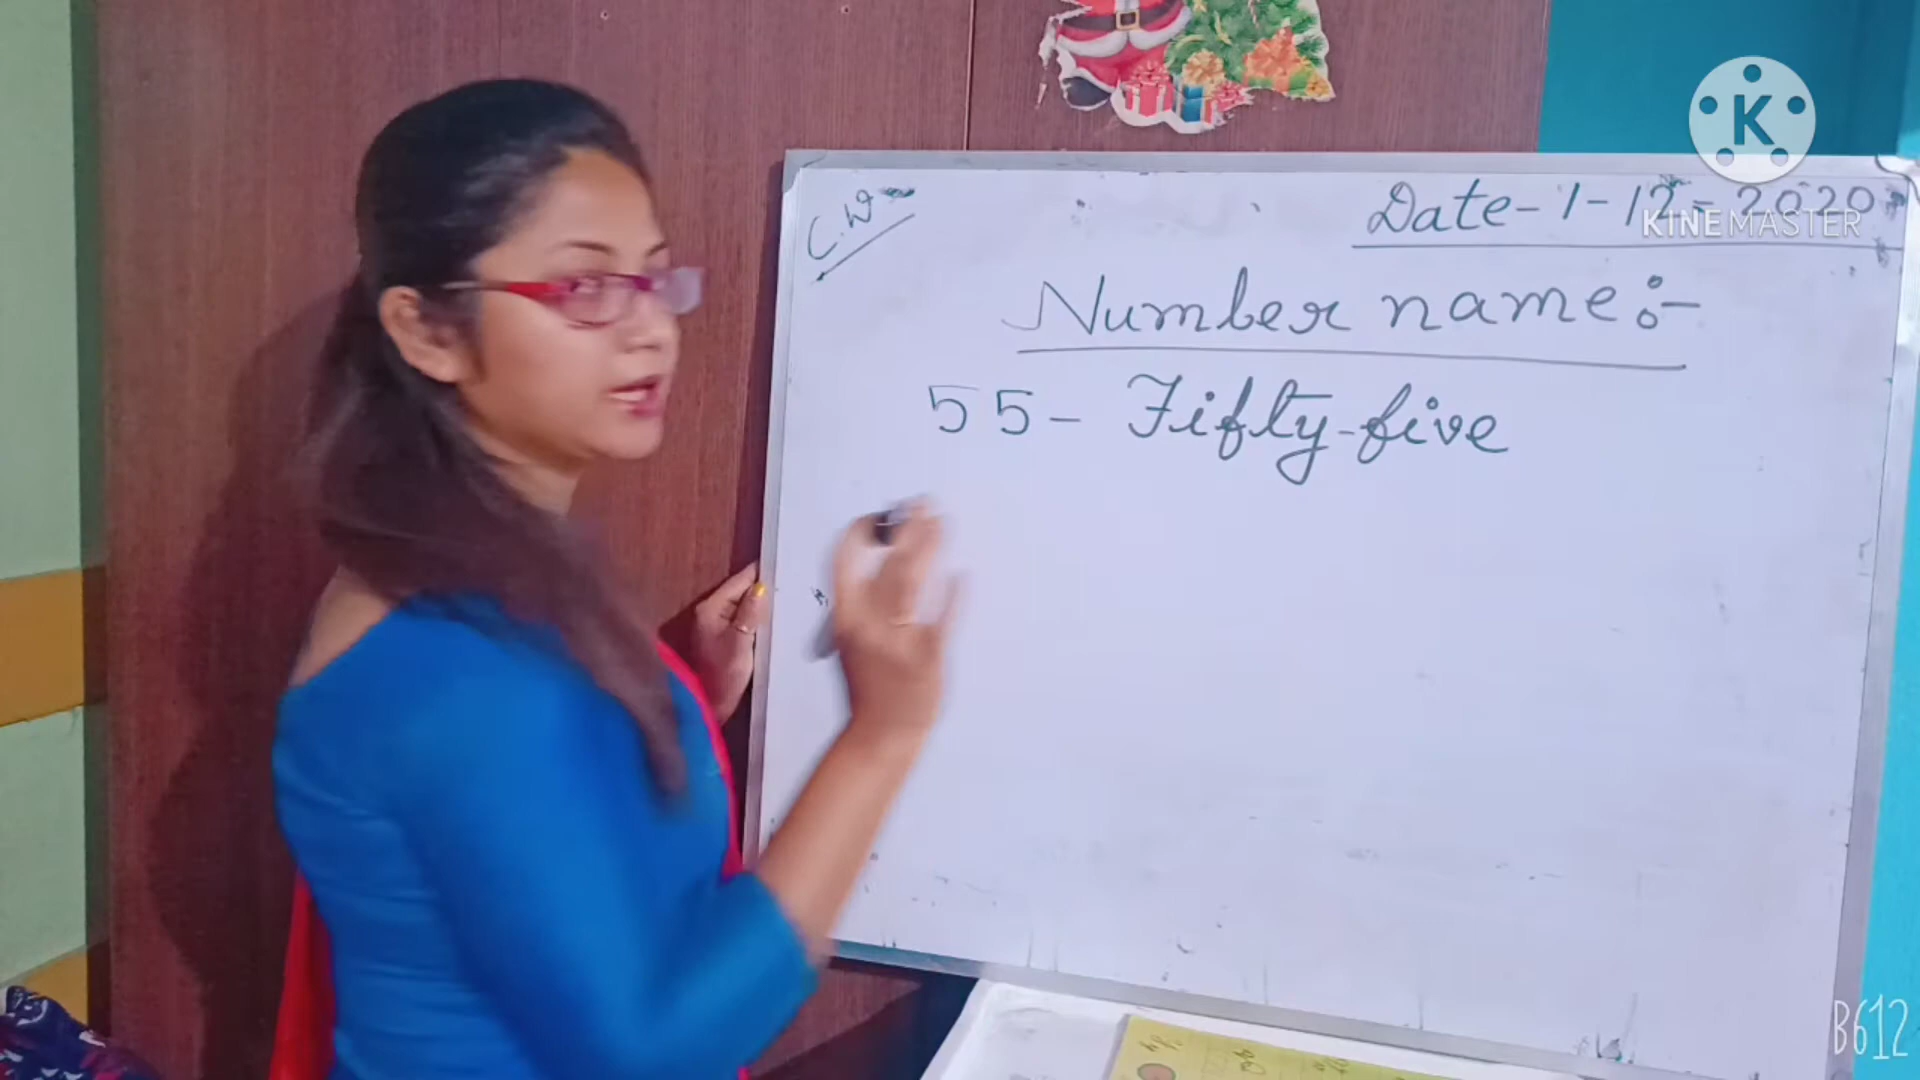 C.W
Date - 1 - 12 - 2020
K
KINEMASTER
Number name:-
55 - Fifty-five
B612